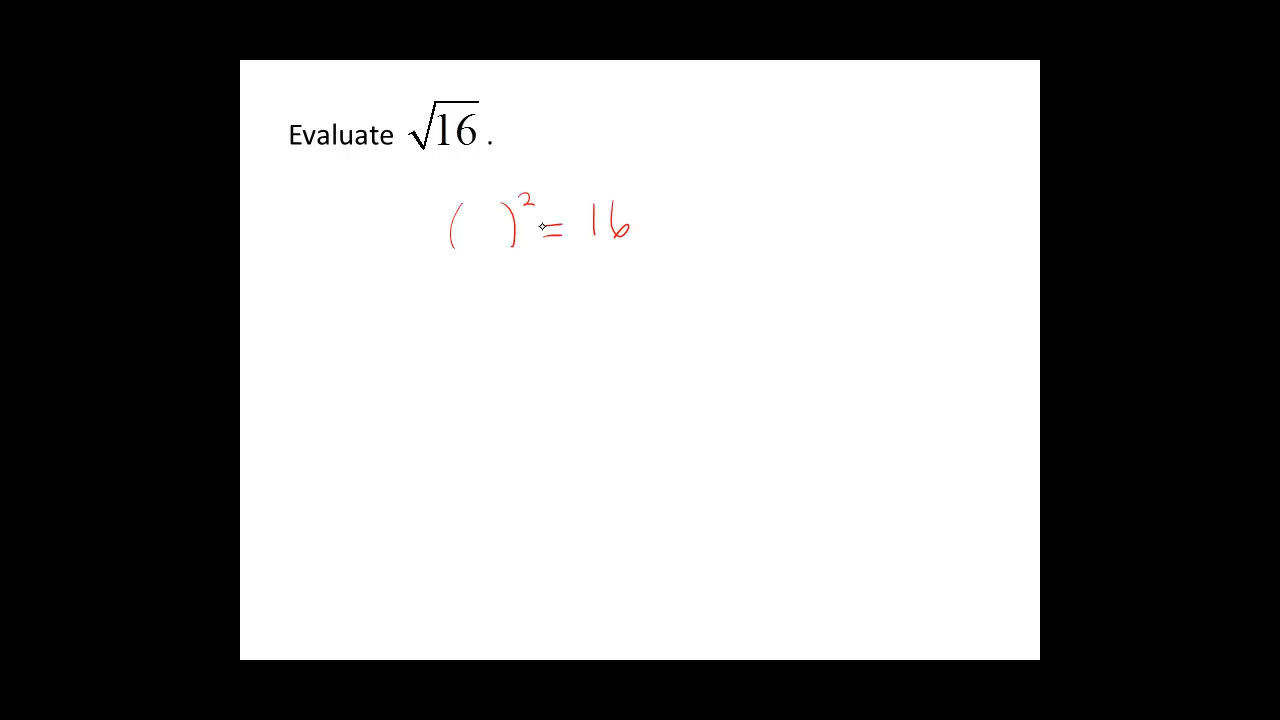 Evaluate √16 .
(  )² = 16